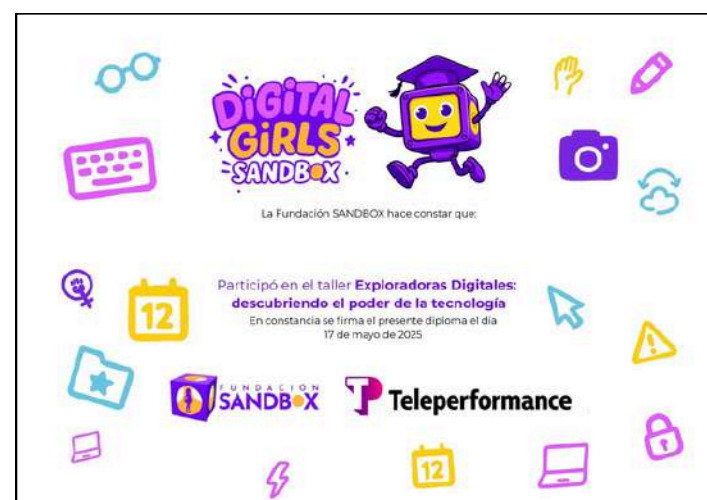 DIGITAL
GIRLS
SANDBOX
La Fundación SANDBOX hace constar que:
Participó en el taller Exploradoras Digitales:
descubriendo el poder de la tecnología
En constancia se firma el presente diploma el día
17 de mayo de 2025
12
FUNDACIÓN
SANDBOX
Teleperformance
12